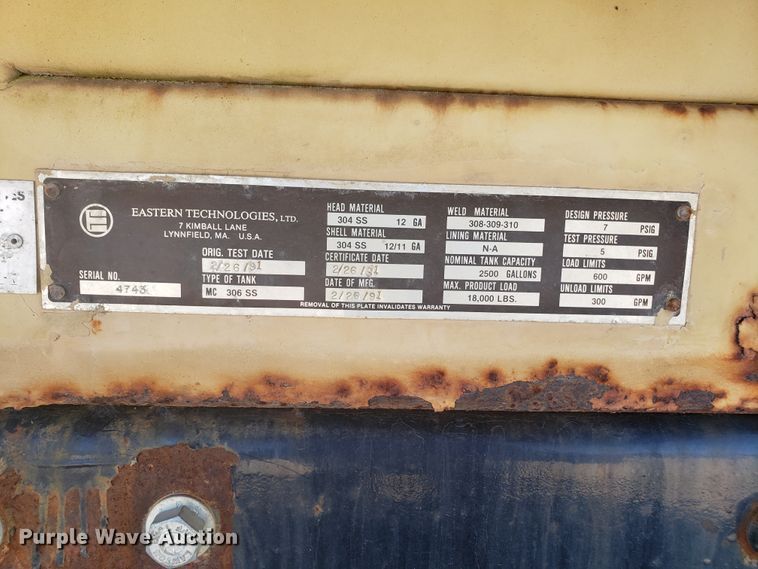 EASTERN TECHNOLOGIES, LTD.
7 KIMBALL LANE
LYNNFIELD, MA. U.S.A.
SERIAL NO.
4743
ORIG. TEST DATE
2/26/91
TYPE OF TANK
MC 306 SS
HEAD MATERIAL
304 SS 12 GA
SHELL MATERIAL
304 SS 12/11 GA
CERTIFICATE DATE
2/26/91
DATE OF MFG.
2/26/91
WELD MATERIAL
308-309-310
LINING MATERIAL
N-A
NOMINAL TANK CAPACITY
2500 GALLONS
MAX. PRODUCT LOAD
18,000 LBS.
DESIGN PRESSURE
7 PSIG
TEST PRESSURE
5 PSIG
LOAD LIMITS
600 GPM
UNLOAD LIMITS
300 GPM
REMOVAL OF THIS PLATE INVALIDATES WARRANTY
Purple Wave Auction